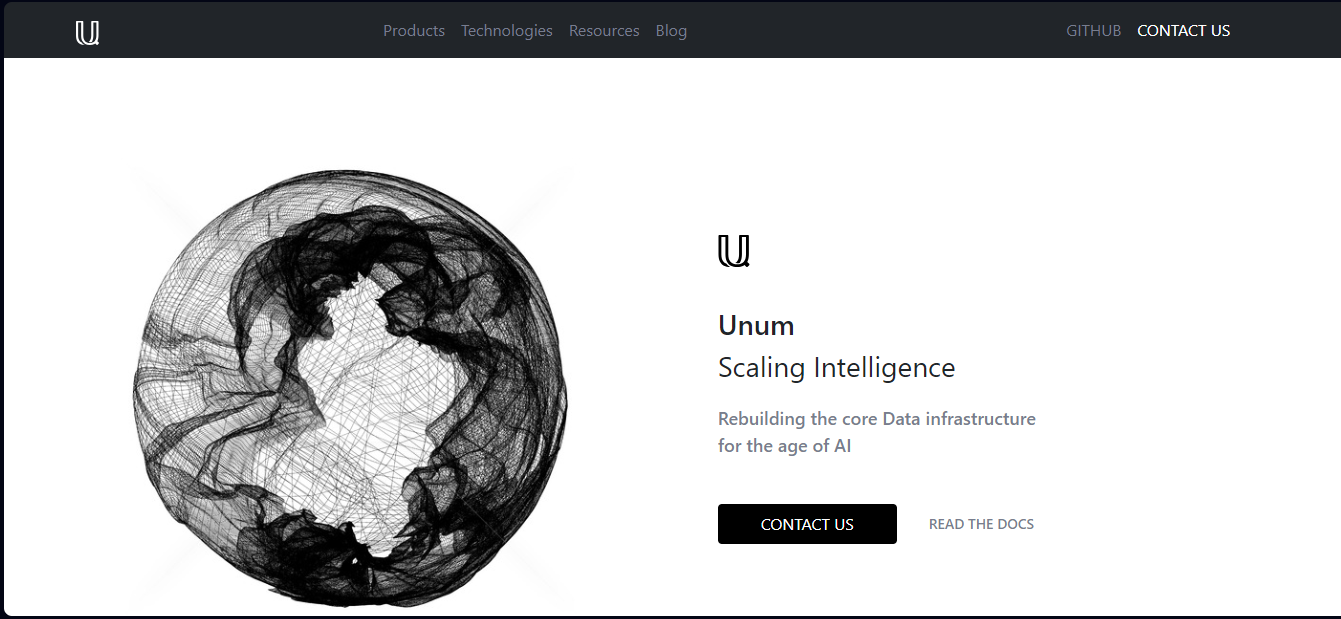 U
Products Technologies Resources Blog
GITHUB CONTACT US
U
Unum
Scaling Intelligence
Rebuilding the core Data infrastructure
for the age of AI
CONTACT US
READ THE DOCS